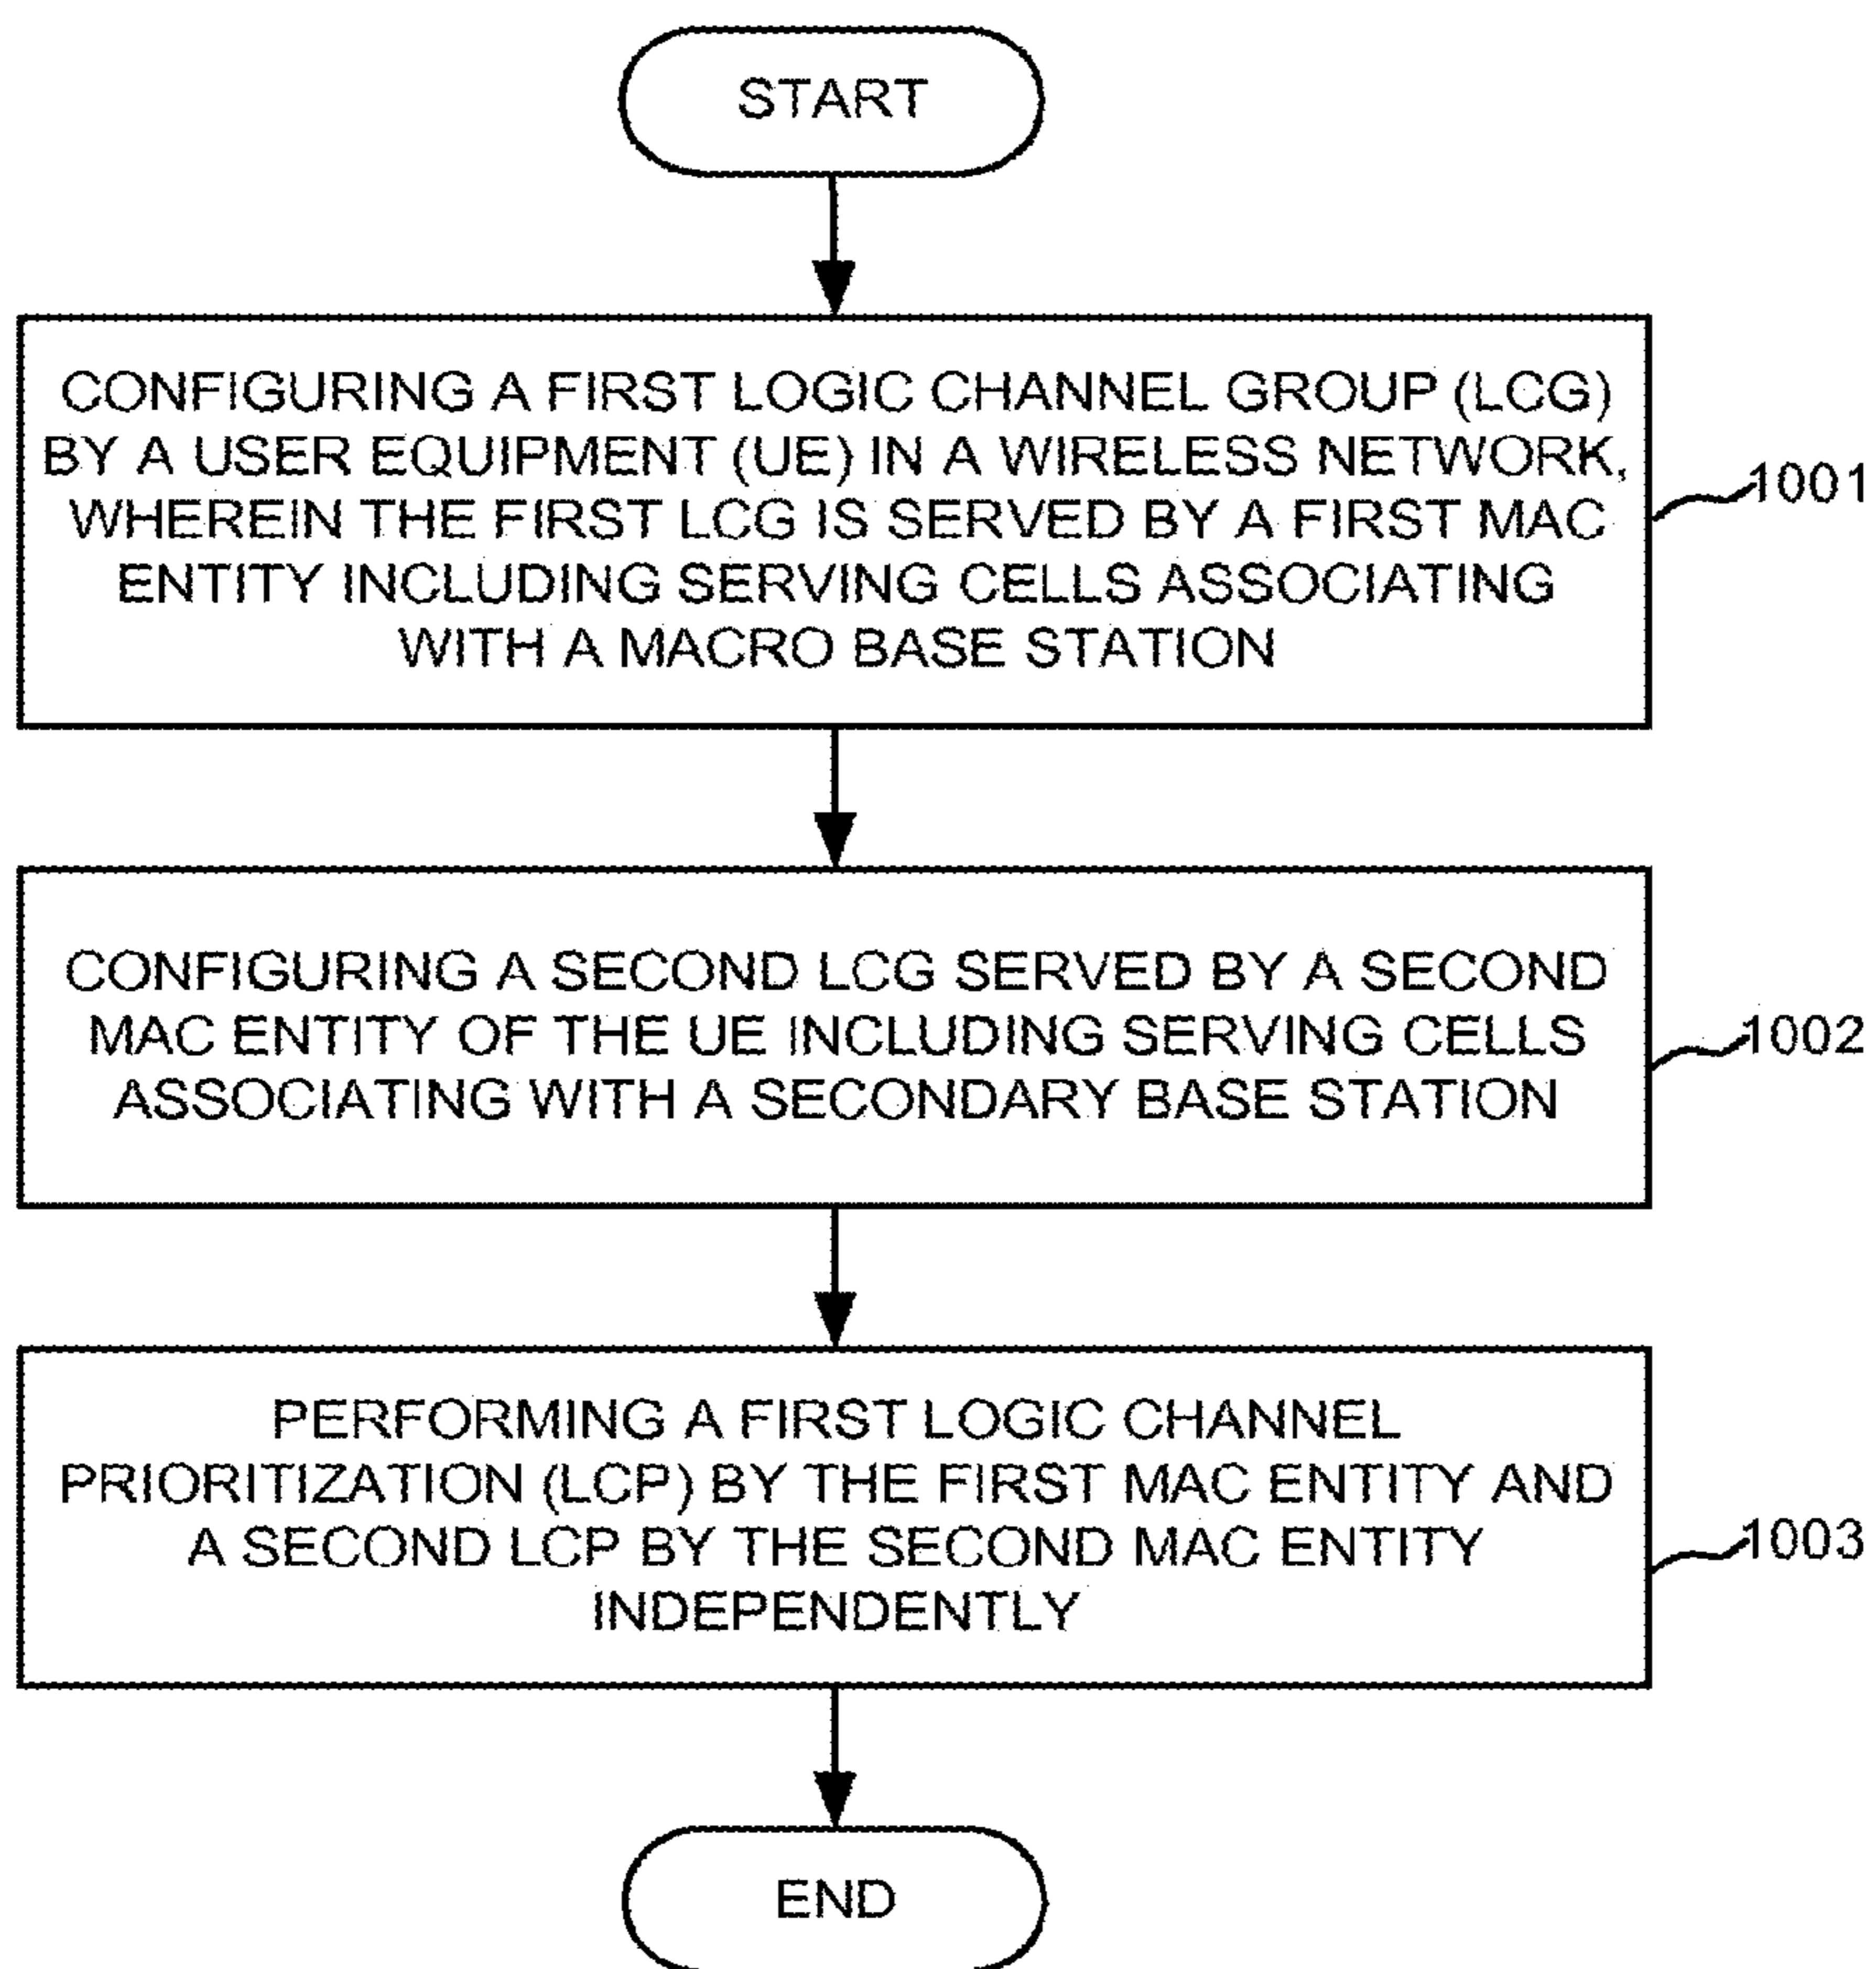 START
CONFIGURING A FIRST LOGIC CHANNEL GROUP (LCG)
BY A USER EQUIPMENT (UE) IN A WIRELESS NETWORK,
WHEREIN THE FIRST LCG IS SERVED BY A FIRST MAC
ENTITY INCLUDING SERVING CELLS ASSOCIATING
WITH A MACRO BASE STATION
1001
CONFIGURING A SECOND LCG SERVED BY A SECOND
MAC ENTITY OF THE UE INCLUDING SERVING CELLS
ASSOCIATING WITH A SECONDARY BASE STATION
1002
PERFORMING A FIRST LOGIC CHANNEL
PRIORITIZATION (LCP) BY THE FIRST MAC ENTITY AND
A SECOND LCP BY THE SECOND MAC ENTITY
INDEPENDENTLY
1003
END